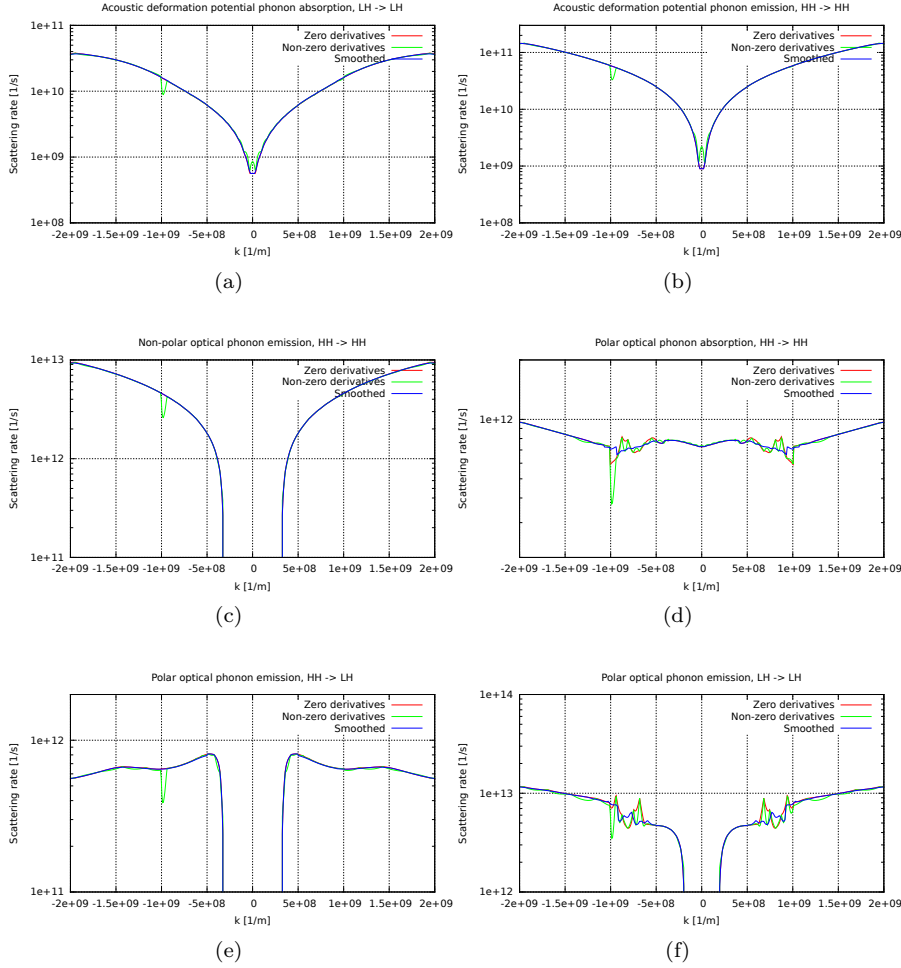 Acoustic deformation potential phonon absorption, LH -> LH
Scattering rate [1/s]
1e+11
1e+10
1e+09
1e+08
Zero derivatives
Non-zero derivatives
Smoothed
-2e+09 -1.5e+09 -1e+09 -5e+08 0 5e+08 1e+09 1.5e+09 2e+09
k [1/m]
(a)
Acoustic deformation potential phonon emission, HH -> HH
Scattering rate [1/s]
1e+11
1e+10
1e+09
1e+08
Zero derivatives
Non-zero derivatives
Smoothed
-2e+09 -1.5e+09 -1e+09 -5e+08 0 5e+08 1e+09 1.5e+09 2e+09
k [1/m]
(b)
Non-polar optical phonon emission, HH -> HH
Scattering rate [1/s]
1e+13
1e+12
1e+11
Zero derivatives
Non-zero derivatives
Smoothed
-2e+09 -1.5e+09 -1e+09 -5e+08 0 5e+08 1e+09 1.5e+09 2e+09
k [1/m]
(c)
Polar optical phonon absorption, HH -> HH
Scattering rate [1/s]
1e+12
Zero derivatives
Non-zero derivatives
Smoothed
-2e+09 -1.5e+09 -1e+09 -5e+08 0 5e+08 1e+09 1.5e+09 2e+09
k [1/m]
(d)
Polar optical phonon emission, HH -> LH
Scattering rate [1/s]
1e+12
1e+11
Zero derivatives
Non-zero derivatives
Smoothed
-2e+09 -1.5e+09 -1e+09 -5e+08 0 5e+08 1e+09 1.5e+09 2e+09
k [1/m]
(e)
Polar optical phonon emission, LH -> LH
Scattering rate [1/s]
1e+14
1e+13
1e+12
Zero derivatives
Non-zero derivatives
Smoothed
-2e+09 -1.5e+09 -1e+09 -5e+08 0 5e+08 1e+09 1.5e+09 2e+09
k [1/m]
(f)